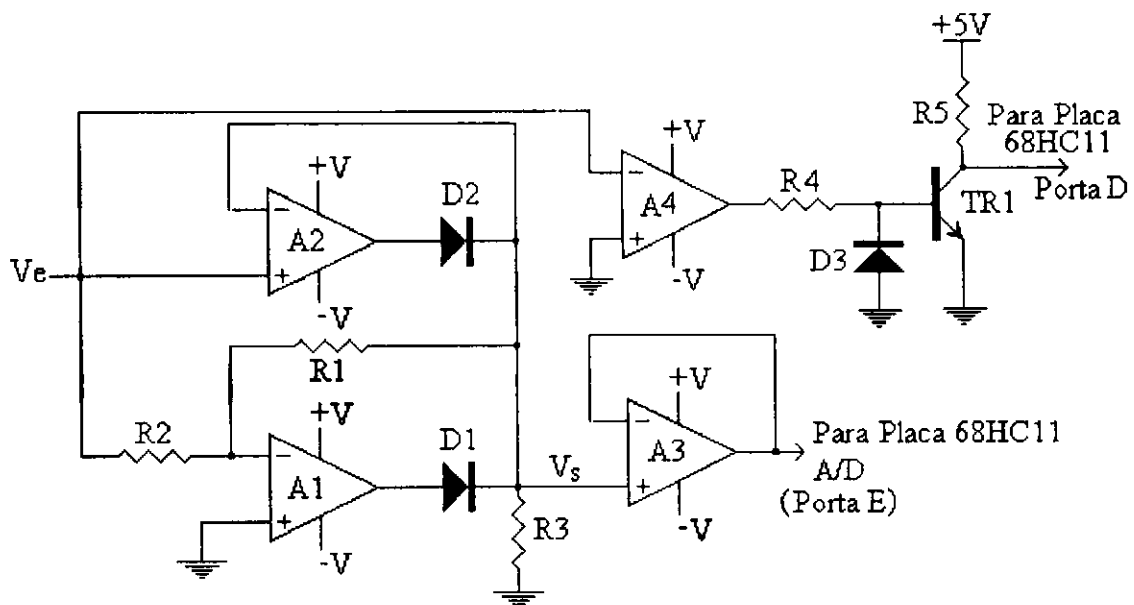 +5V
R5
Para Placa
68HC11
Porta D
TR1
+V
A4
-V
R4
D3
+V
A2
-V
D2
Ve
R1
R2
+V
A1
-V
D1
Vs
R3
+V
A3
-V
Para Placa 68HC11
A/D
(Porta E)